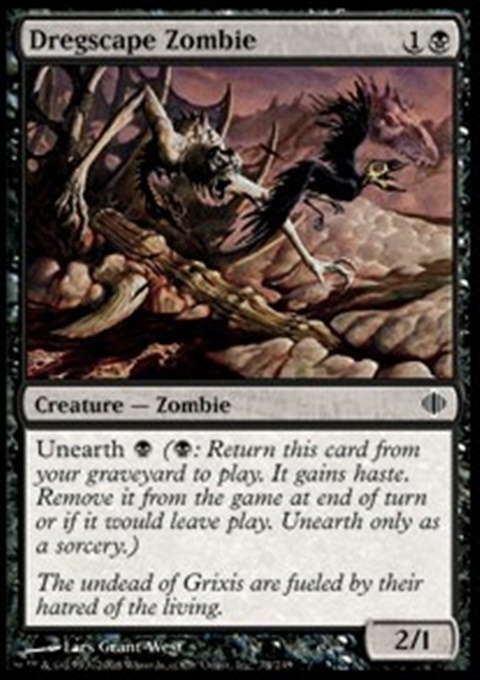 Dregscape Zombie 1
Creature — Zombie
Unearth (: Return this card from
your graveyard to play. It gains haste.
Remove it from the game at end of turn
or if it would leave play. Unearth only as
a sorcery.)
The undead of Grixis are fueled by their
hatred of the living.
Lars Grant-West
2/1